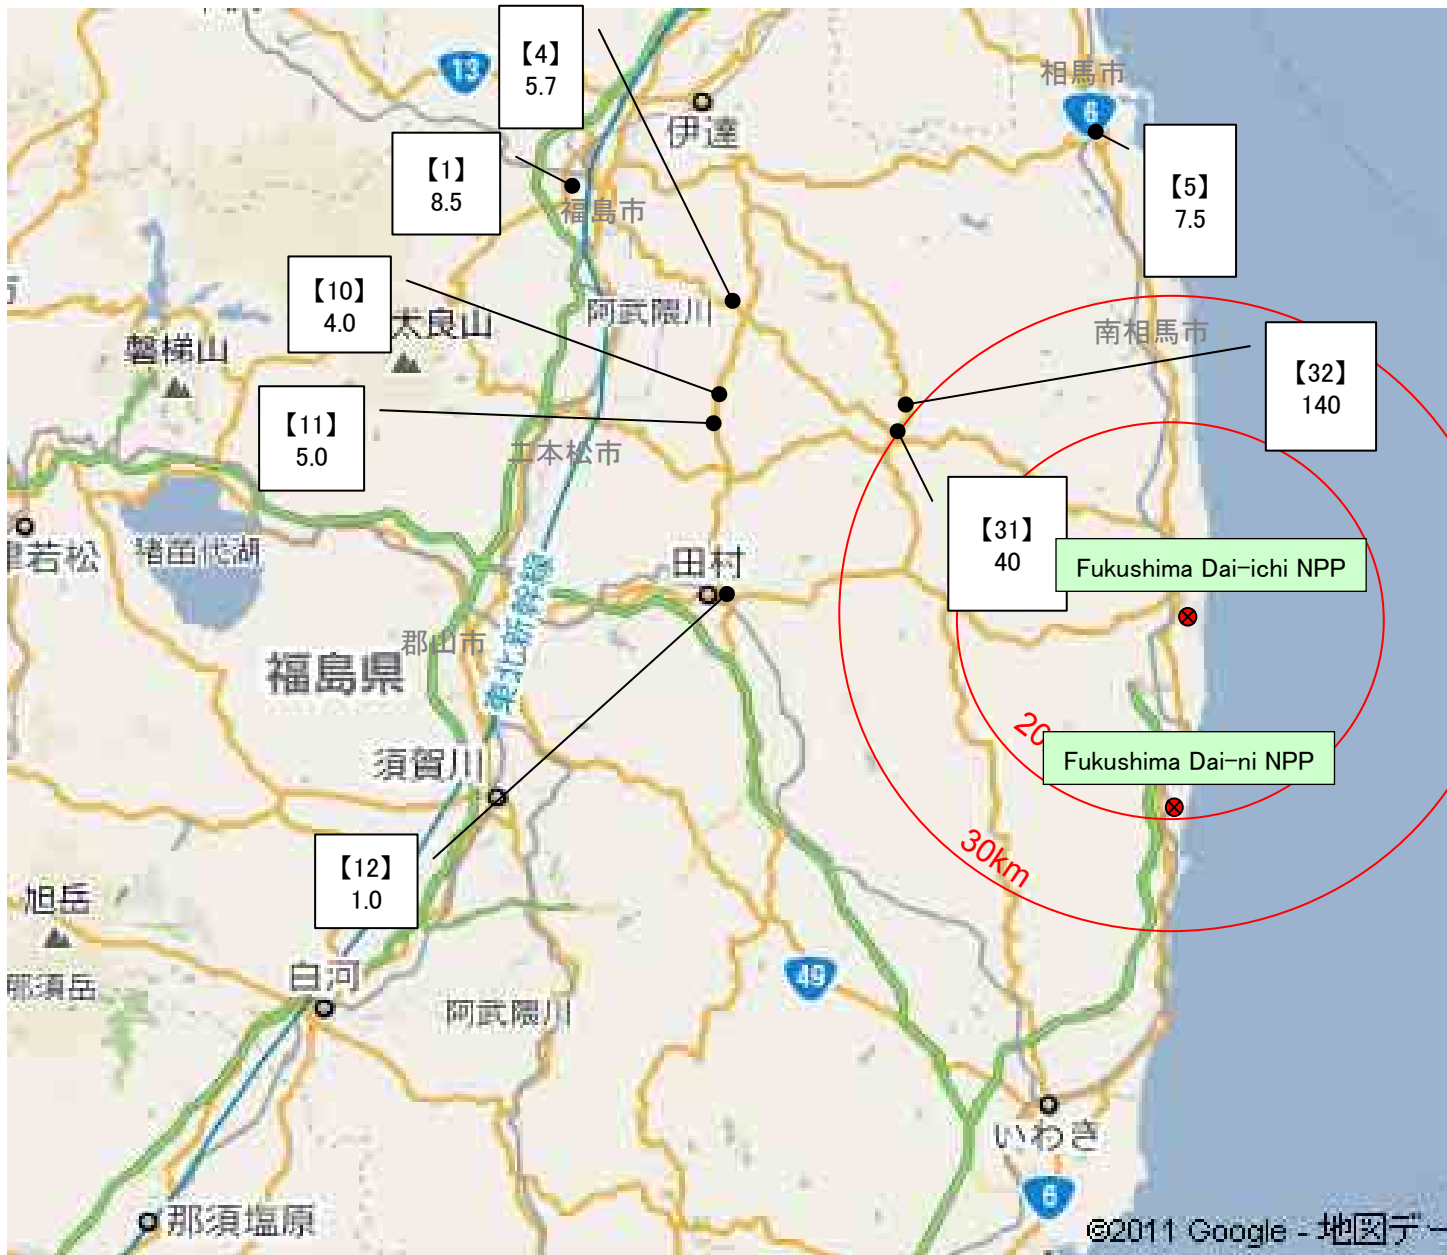 【4】
5.7
13
相馬市
6
伊達
【1】
8.5
【5】
7.5
福島市
【10】
4.0
阿武隈川
太良山
南相馬市
磐梯山
【32】
140
【11】
5.0
二本松市
【31】
40
若松
猪苗代湖
田村
Fukushima Dai-ichi NPP
東北新幹線
郡山市
福島県
20
Fukushima Dai-ni NPP
須賀川
30km
【12】
1.0
旭岳
白河
49
那須岳
阿武隈川
いわき
6
那須塩原
©2011 Google - 地図デー